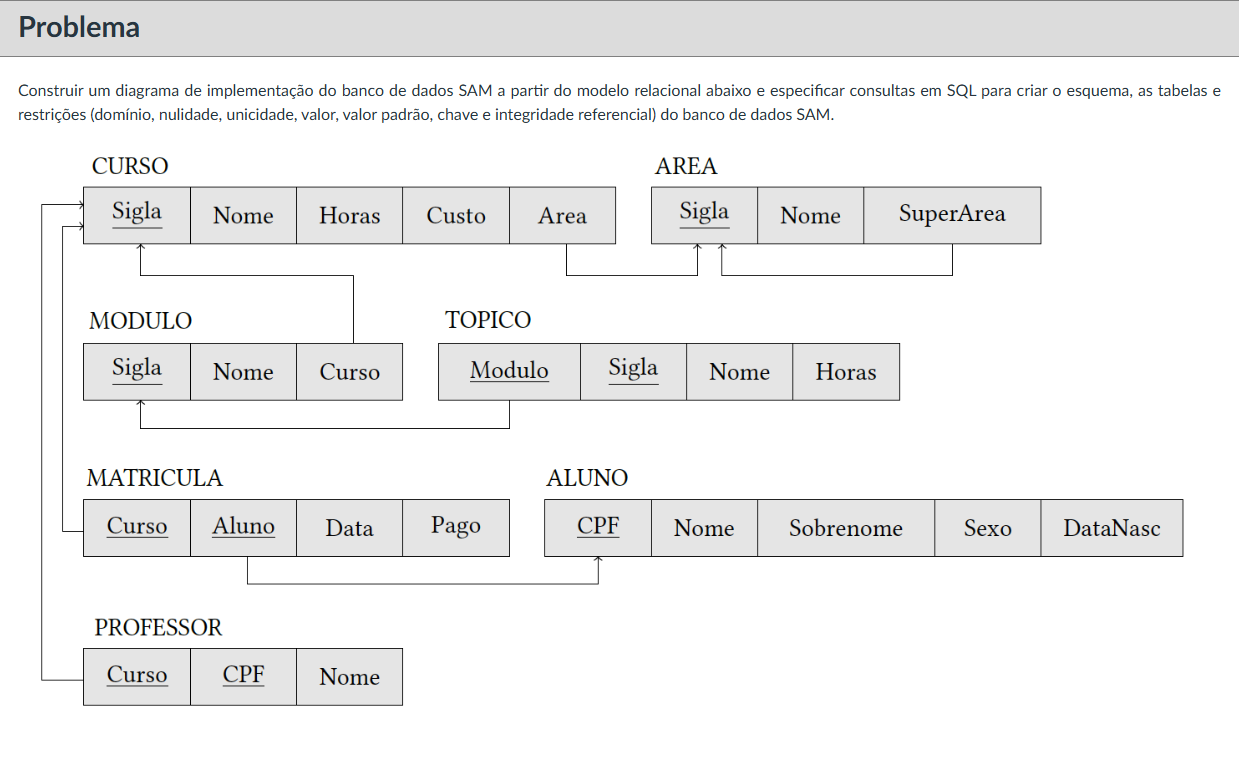 Problema
Construir um diagrama de implementação do banco de dados SAM a partir do modelo relacional abaixo e especificar consultas em SQL para criar o esquema, as tabelas e
restrições (domínio, nulidade, unicidade, valor, valor padrão, chave e integridade referencial) do banco de dados SAM.
CURSO
Sigla Nome Horas Custo Area
AREA
Sigla Nome SuperArea
MODULO
Sigla Nome Curso
TOPICO
Modulo Sigla Nome Horas
MATRICULA
Curso Aluno Data Pago
ALUNO
CPF Nome Sobrenome Sexo DataNasc
PROFESSOR
Curso CPF Nome